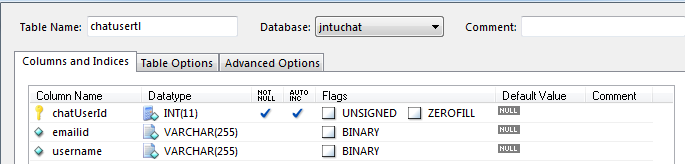 Table Name: chatusertl Database: jntuchat Comment:
Columns and Indices Table Options Advanced Options
Column Name Datatype NOT NULL AUTO INC Flags Default Value Comment
chatUserId INT(11) UNSIGNED ZEROFILL NULL
emailid VARCHAR(255) BINARY NULL
username VARCHAR(255) BINARY NULL